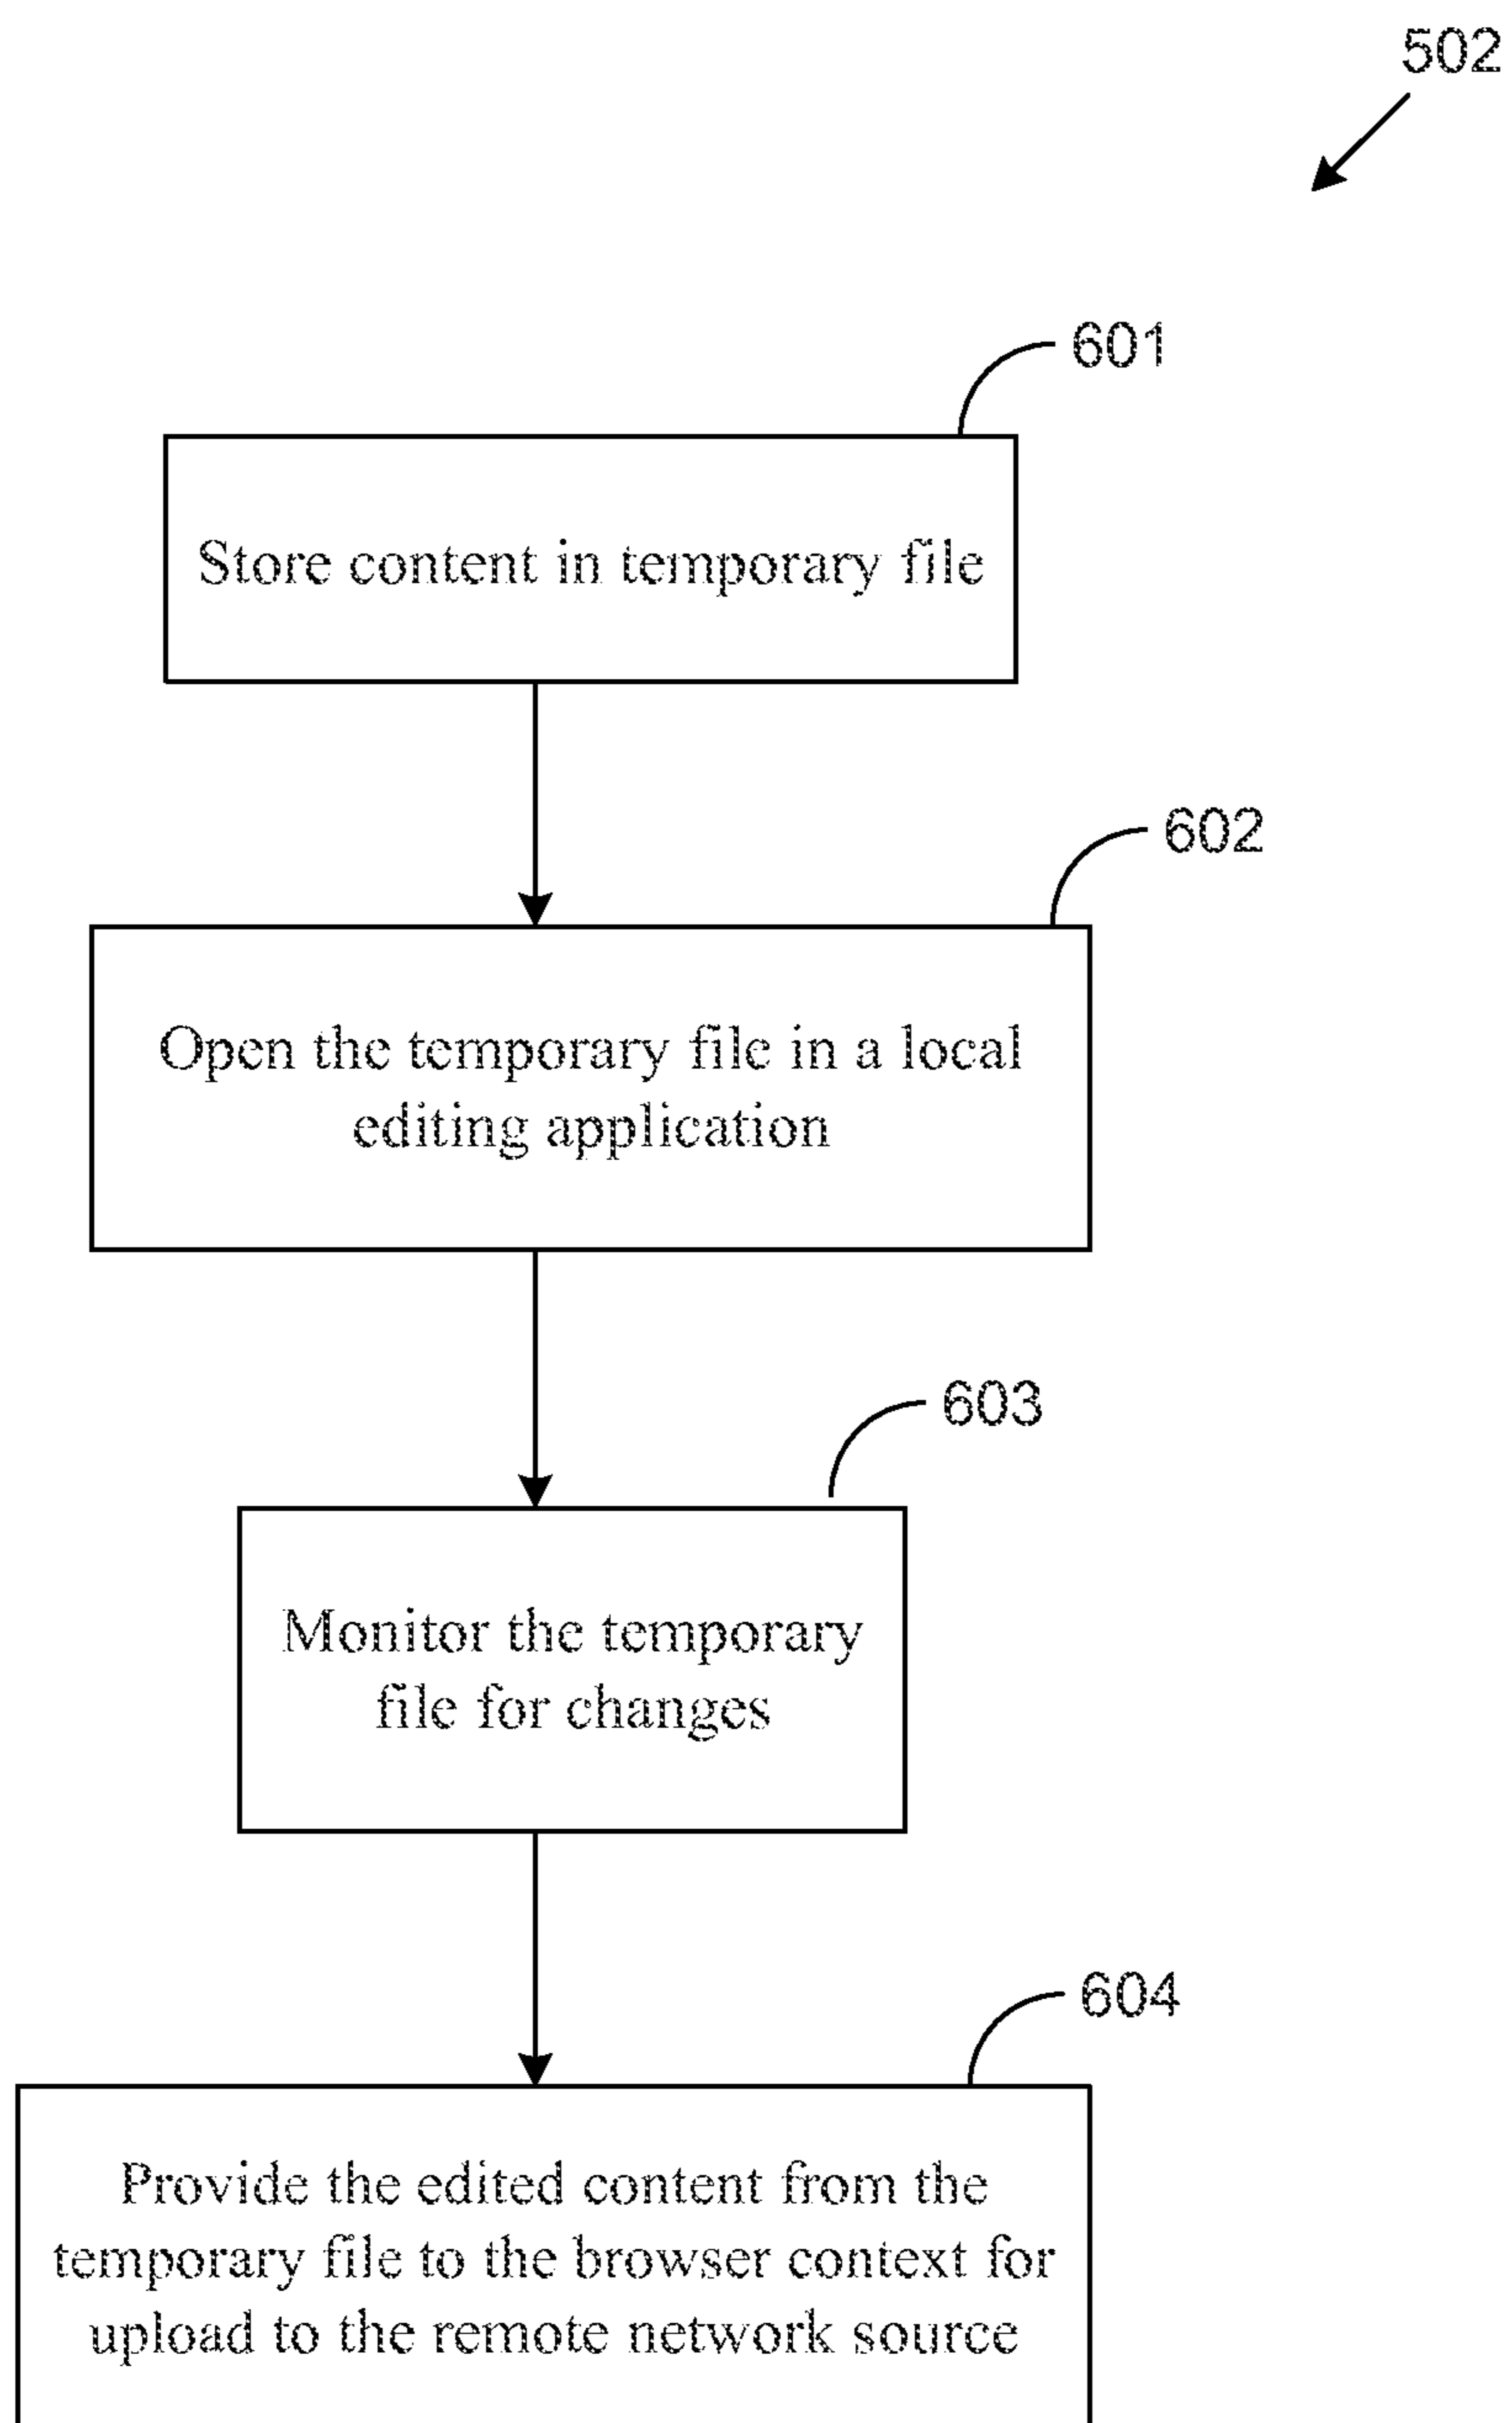 502
601
Store content in temporary file
602
Open the temporary file in a local
editing application
603
Monitor the temporary
file for changes
604
Provide the edited content from the
temporary file to the browser context for
upload to the remote network source